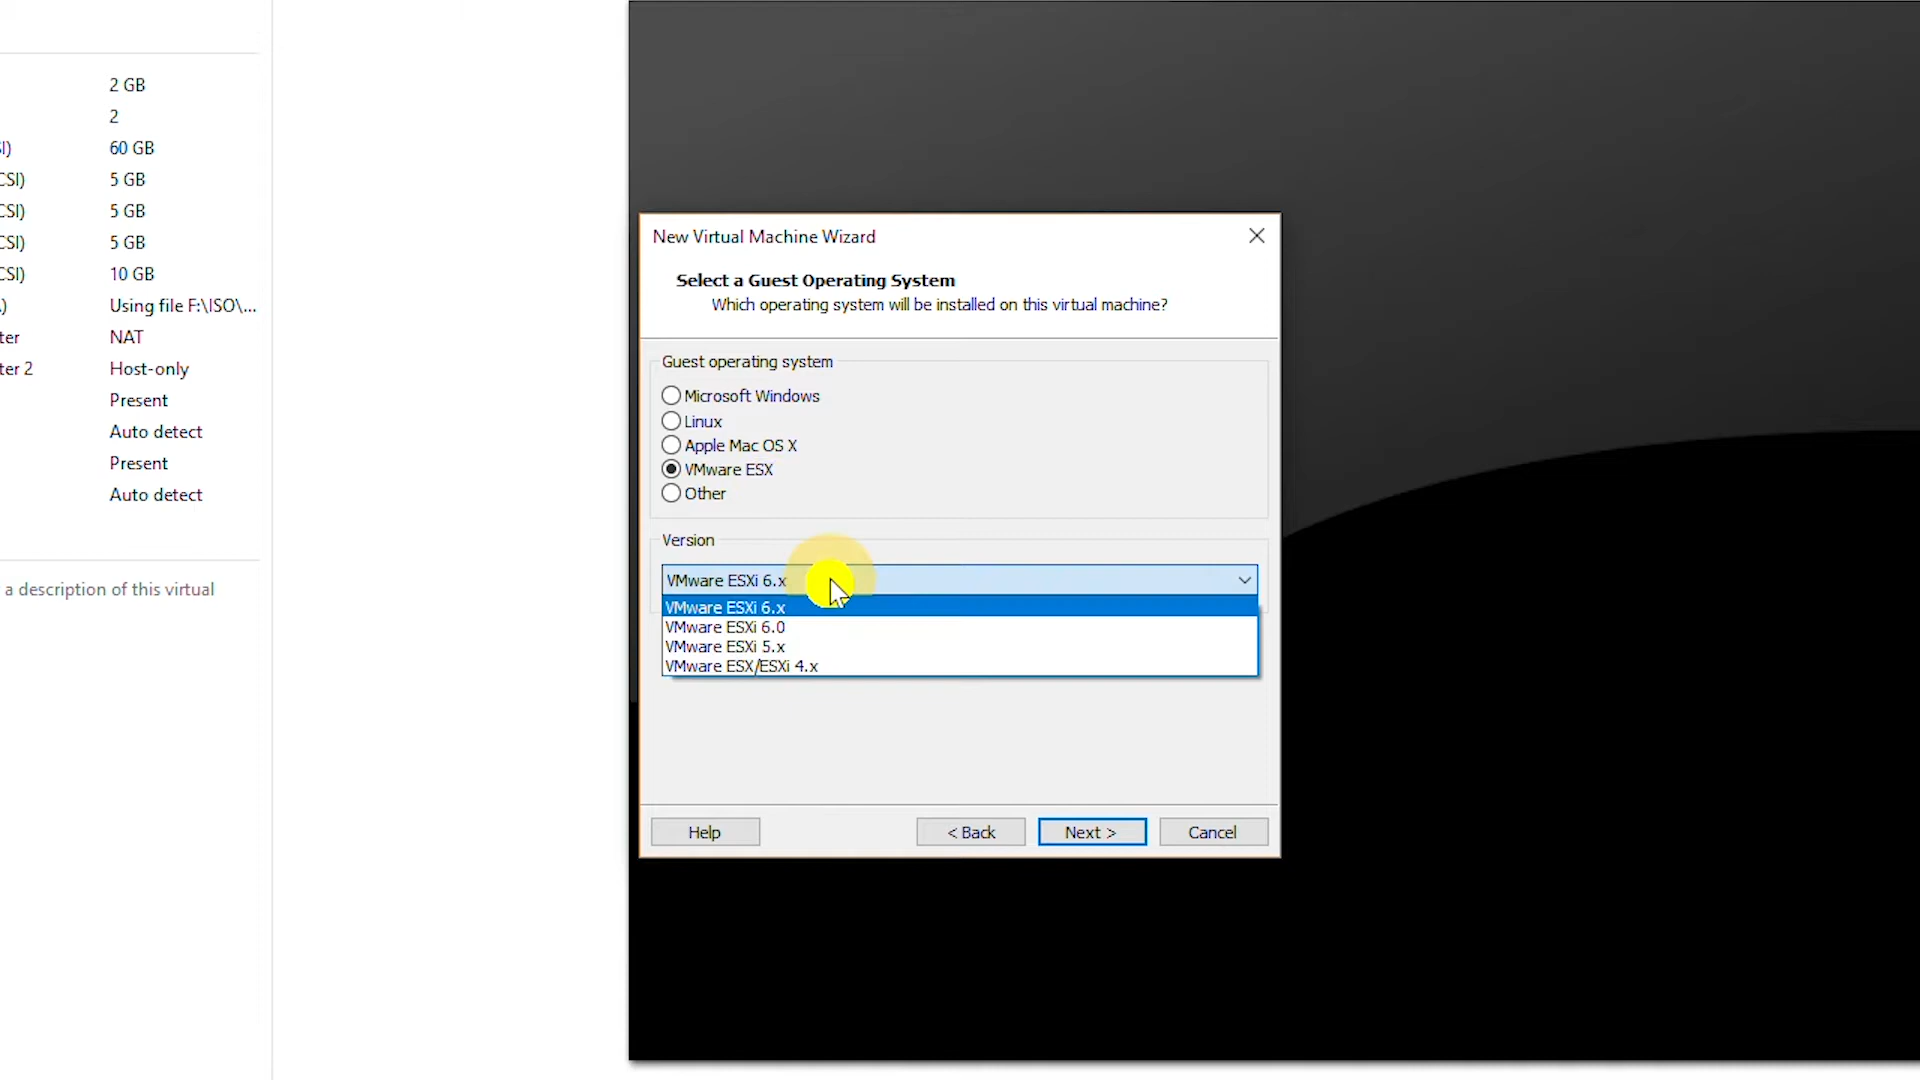 2 GB
2
SI) 60 GB
CSI) 5 GB
CSI) 5 GB
CSI) 5 GB
CSI) 10 GB
) Using file F:\ISO\...
ter NAT
ter 2 Host-only
Present
Auto detect
Present
Auto detect
a description of this virtual
New Virtual Machine Wizard
Select a Guest Operating System
Which operating system will be installed on this virtual machine?
Guest operating system
Microsoft Windows
Linux
Apple Mac OS X
VMware ESX
Other
Version
VMware ESXi 6.x
VMware ESXi 6.x
VMware ESXi 6.0
VMware ESXi 5.x
VMware ESX/ESXi 4.x
Help < Back Next > Cancel